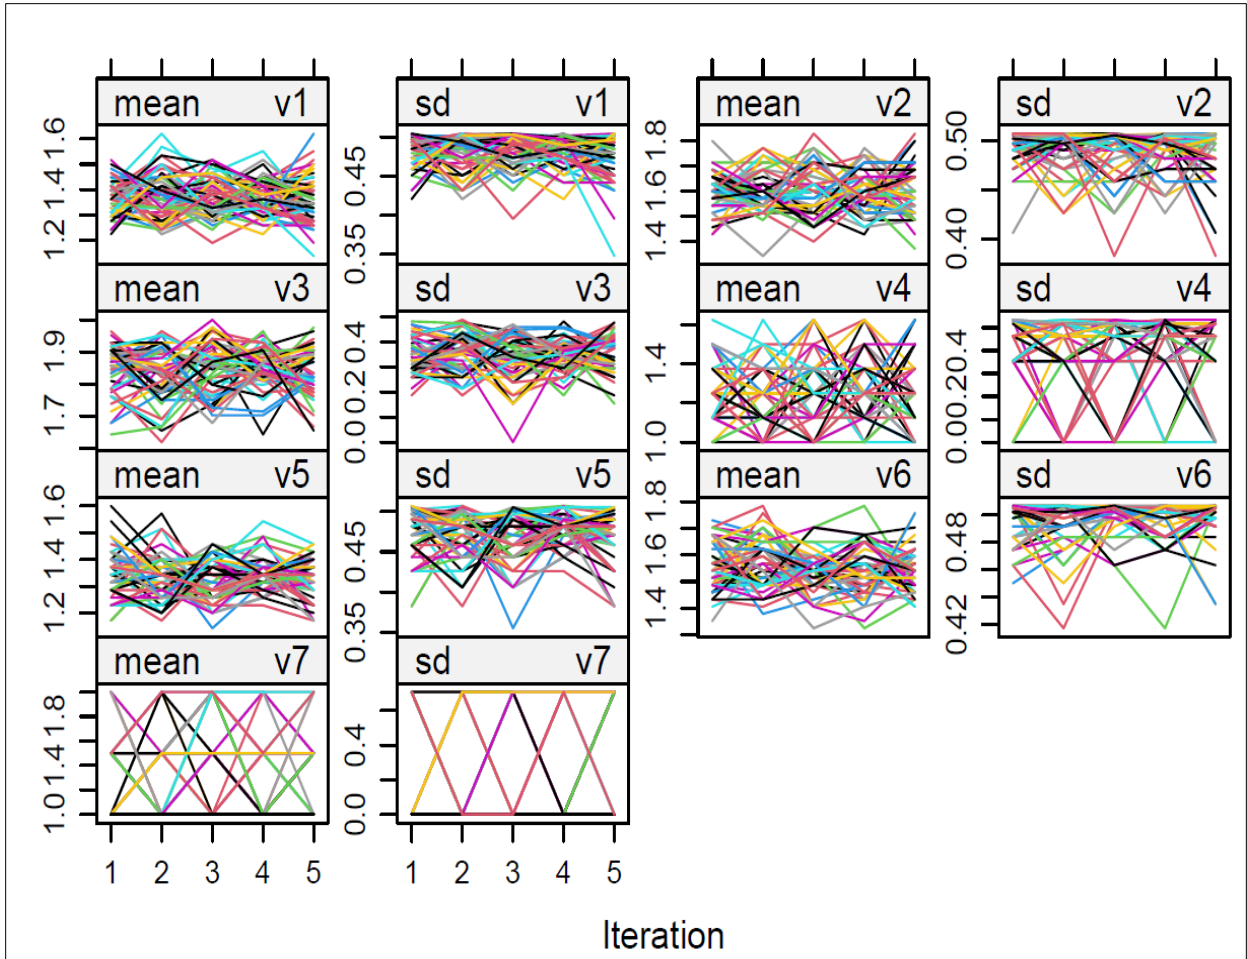 mean v1 sd v1 mean v2 sd v2
1.2 1.4 1.6 0.35 0.45 1.4 1.6 1.8 0.40 0.50
mean v3 sd v3 mean v4 sd v4
1.7 1.9 0.0 0.2 0.4 1.0 1.4 0.0 0.2 0.4
mean v5 sd v5 mean v6 sd v6
1.2 1.4 1.6 0.35 0.45 1.4 1.6 1.8 0.42 0.48
mean v7 sd v7
1.0 1.4 1.8 0.0 0.4
1 2 3 4 5 1 2 3 4 5
Iteration